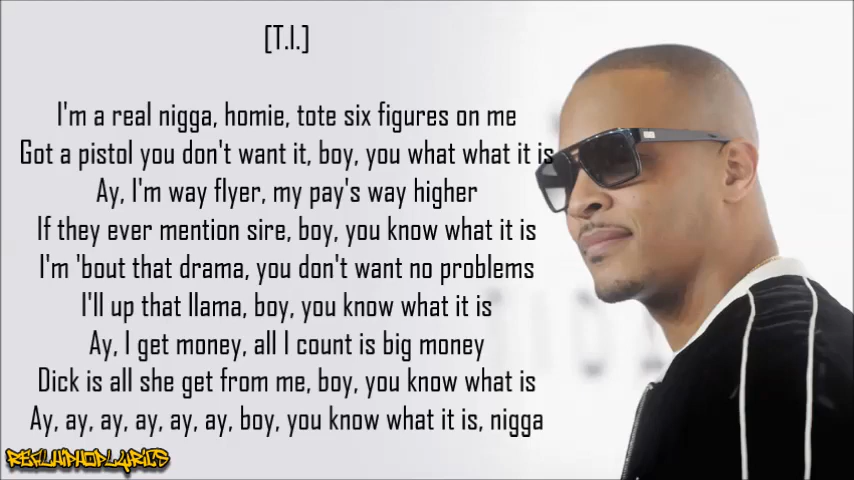 [T.I.]
I'm a real nigga, homie, tote six figures on me
Got a pistol you don't want it, boy, you what what it is
Ay, I'm way flyer, my pay's way higher
If they ever mention sire, boy, you know what it is
I'm 'bout that drama, you don't want no problems
I'll up that llama, boy, you know what it is
Ay, I get money, all I count is big money
Dick is all she get from me, boy, you know what is
Ay, ay, ay, ay, ay, ay, boy, you know what it is, nigga
REALHIPHOPLYRICS